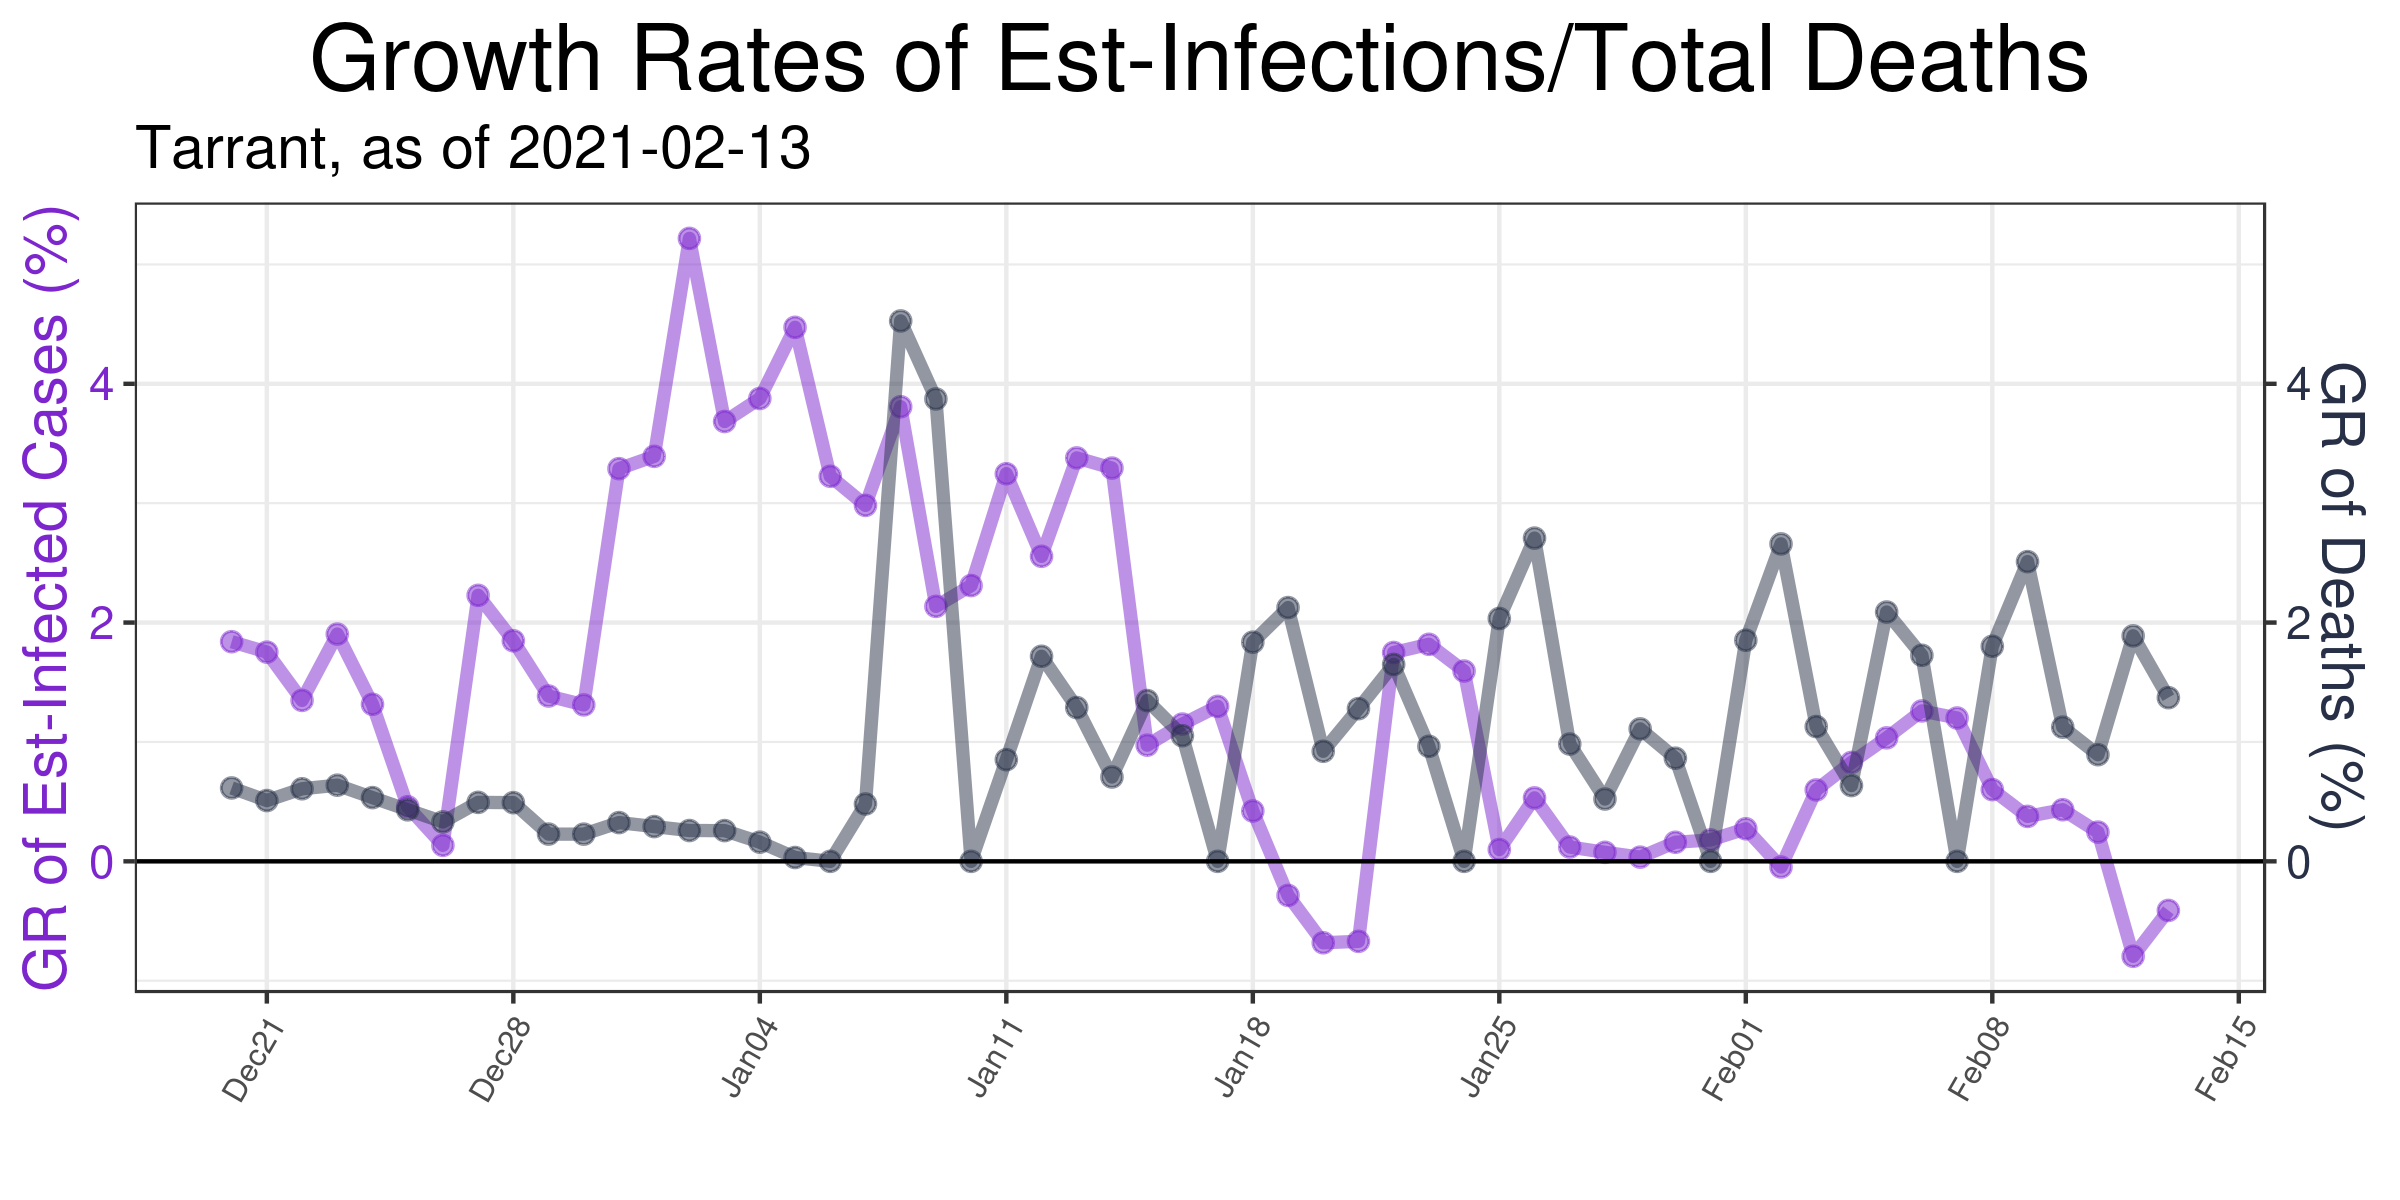 Growth Rates of Est-Infections/Total Deaths
Tarrant, as of 2021-02-13
GR of Est-Infected Cases (%)
4
2
0
4
2
0
GR of Deaths (%)
Dec21
Dec28
Jan04
Jan11
Jan18
Jan25
Feb01
Feb08
Feb15